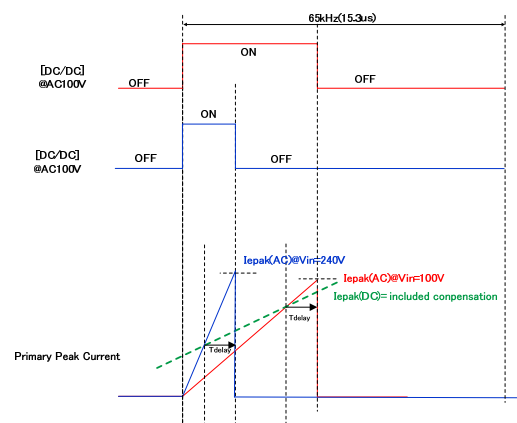 65kHz(15.3us)
ON
[DC/DC]
@AC100V
OFF
OFF
ON
[DC/DC]
@AC100V
OFF
OFF
Iepak(AC)@Vin=240V
Iepak(AC)@Vin=100V
Iepak(DC)= included conpensation
Tdelay
Tdelay
Primary Peak Current